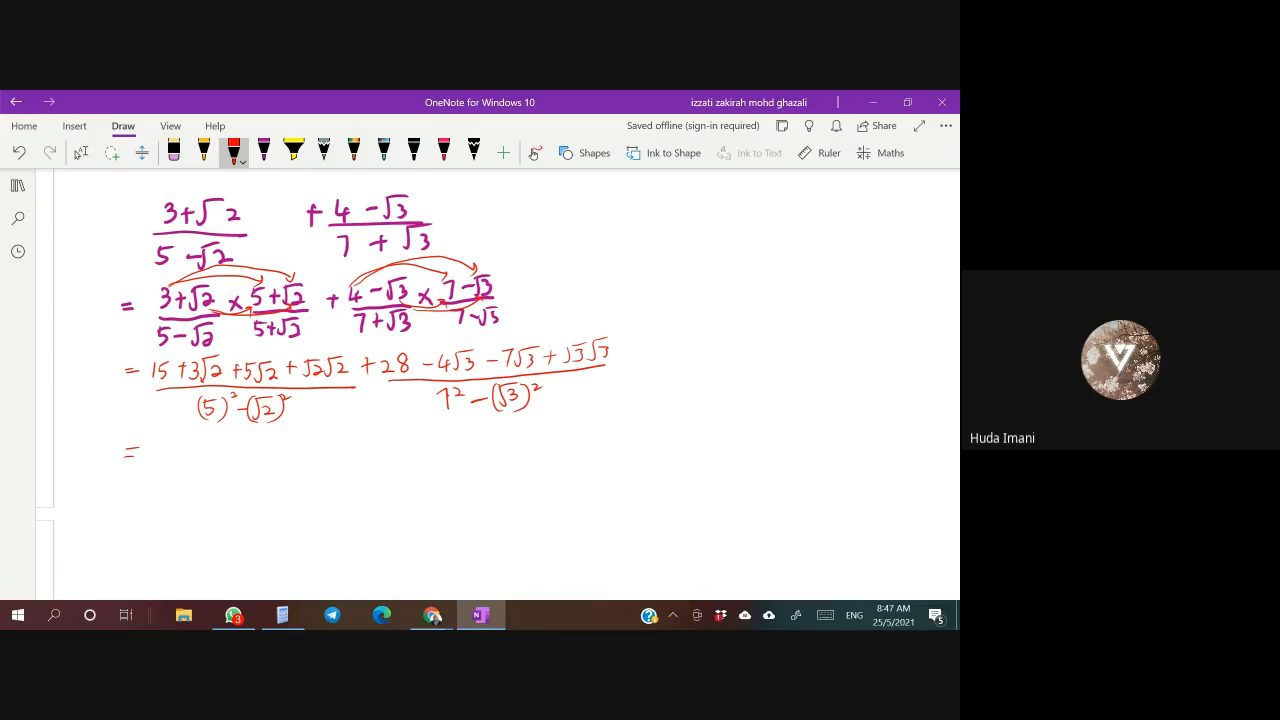 OneNote for Windows 10
izzati zakirah mohd ghazali
Home Insert Draw View Help
Saved offline (sign-in required)
Share
Shapes
Ink to Shape
Ink to Text
Ruler
Maths
3+√2 / 5-√2 + 4-√3 / 7+√3
= 3+√2 / 5-√2 × 5+√2 / 5+√2 + 4-√3 / 7+√3 × 7-√3 / 7-√3
= 15+3√2+5√2+√2√2 / (5)²-(√2)² + 28-4√3-7√3+√3√3 / 7²-(√3)²
=
Huda Imani
3
ENG
8:47 AM
25/5/2021
5